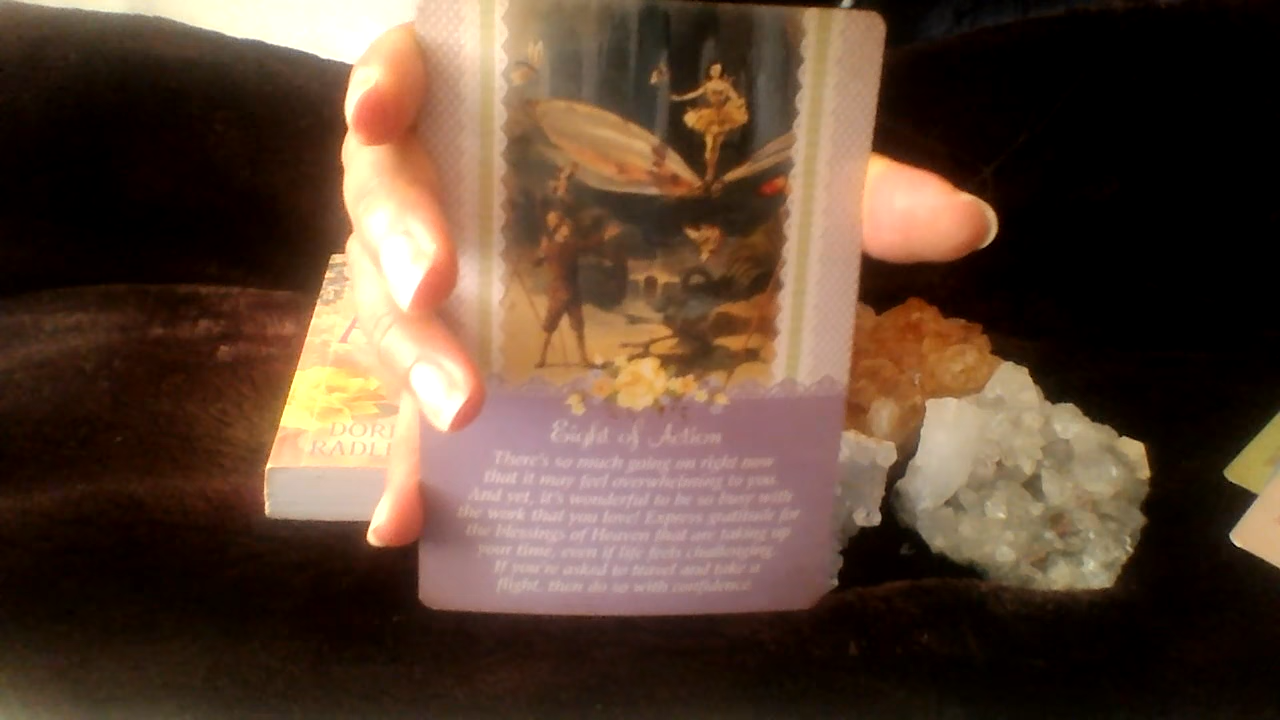 Eight of Action
There's so much going on right now
that it may feel overwhelming to you.
And yet, it's wonderful to be so busy with
the work that you love! Express gratitude for
the blessings of Heaven that are taking up
your time, even if life feels challenging.
If you're asked to travel and take a
flight, then do so with confidence.
DORE
RADLE